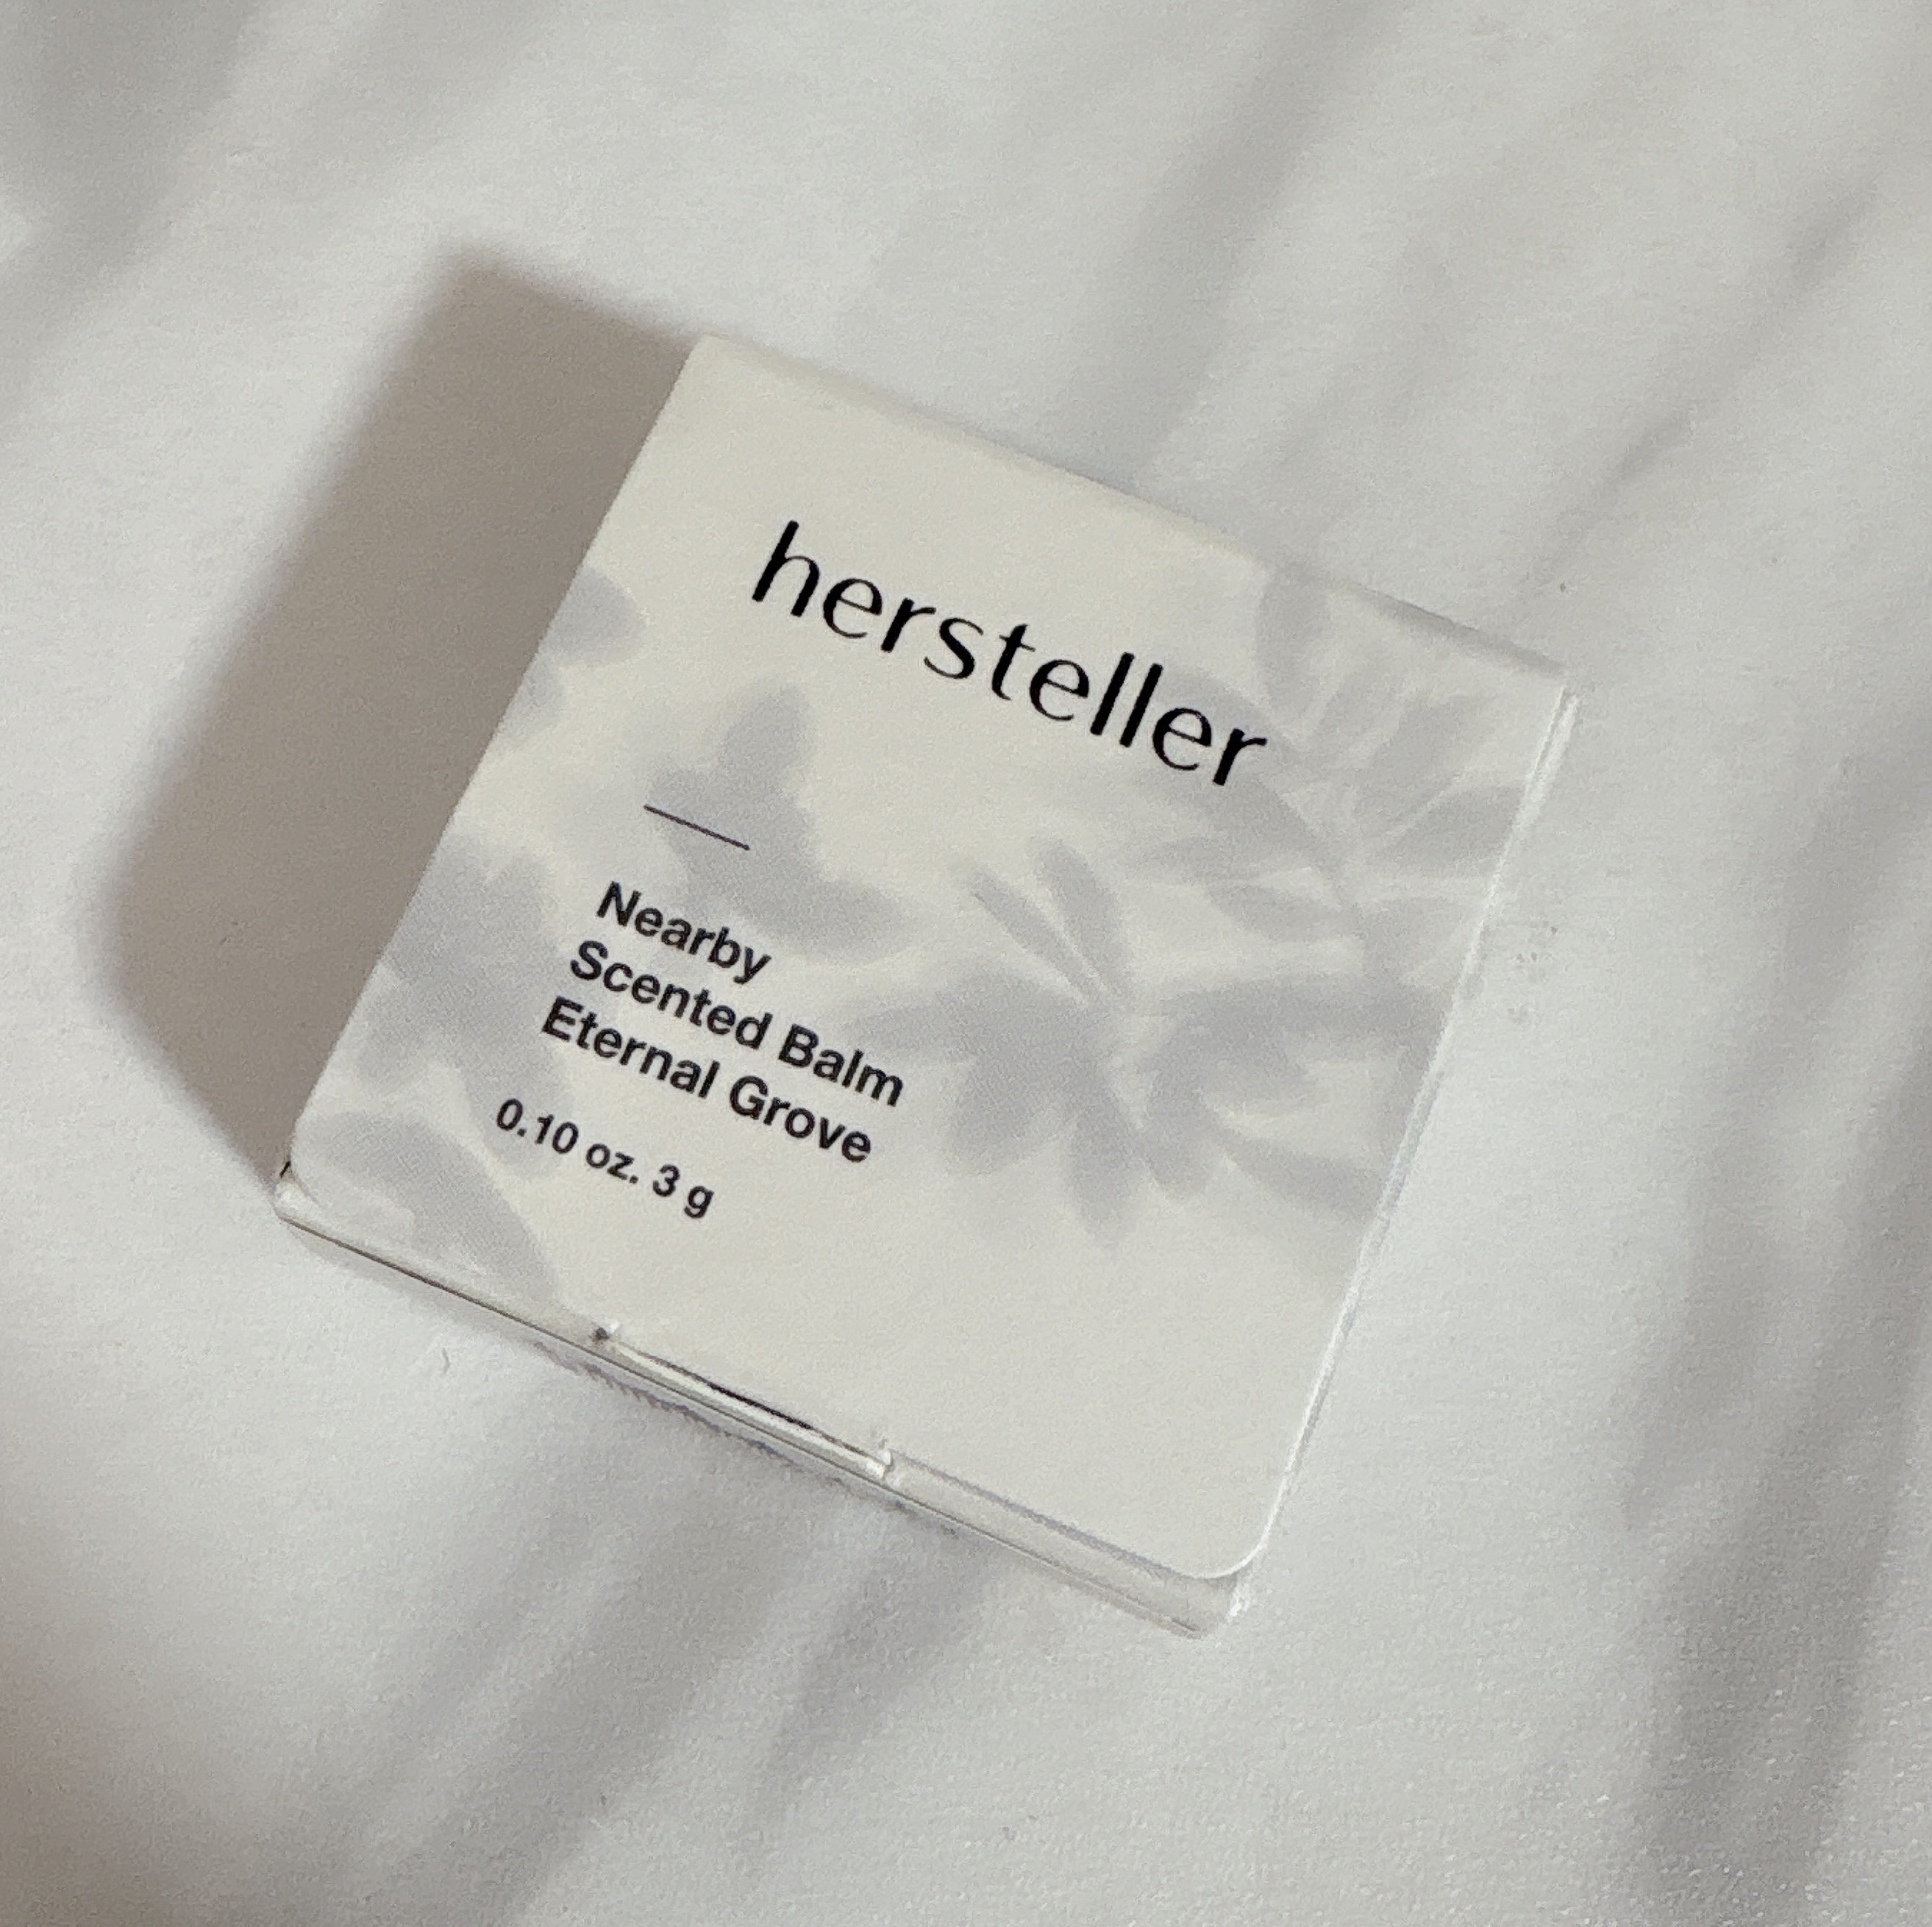 hersteller
Nearby
Scented Balm
Eternal Grove
0.10 oz. 3 g